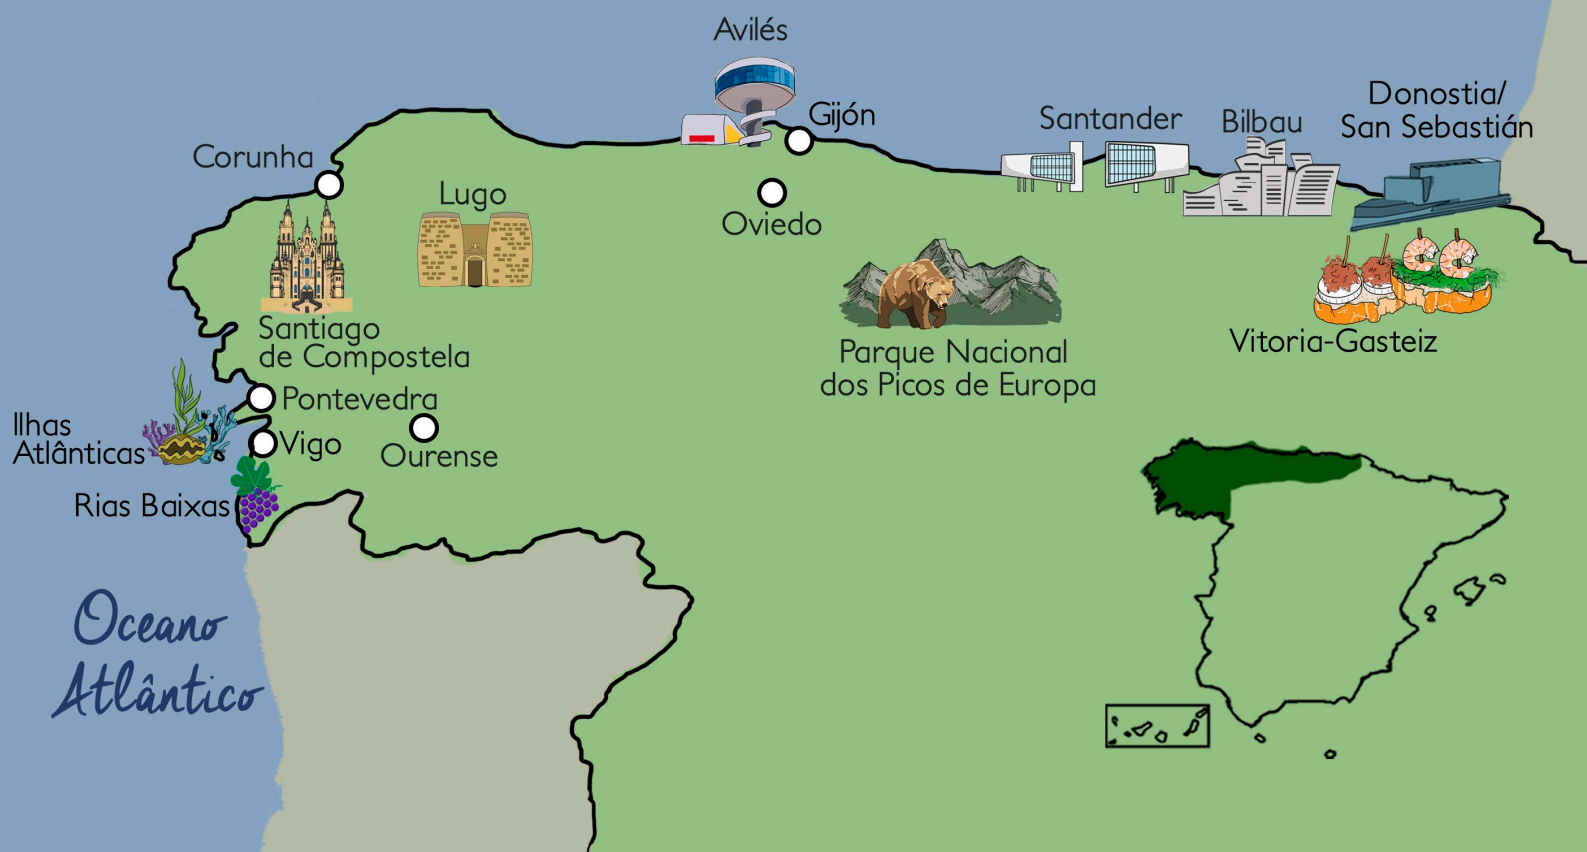 Avilés
Gijón
Oviedo
Santander
Bilbau
Donostia/
San Sebastián
Corunha
Lugo
Santiago
de Compostela
Parque Nacional
dos Picos de Europa
Vitoria-Gasteiz
Pontevedra
Ilhas
Atlânticas
Vigo
Ourense
Rias Baixas
Oceano
Atlântico